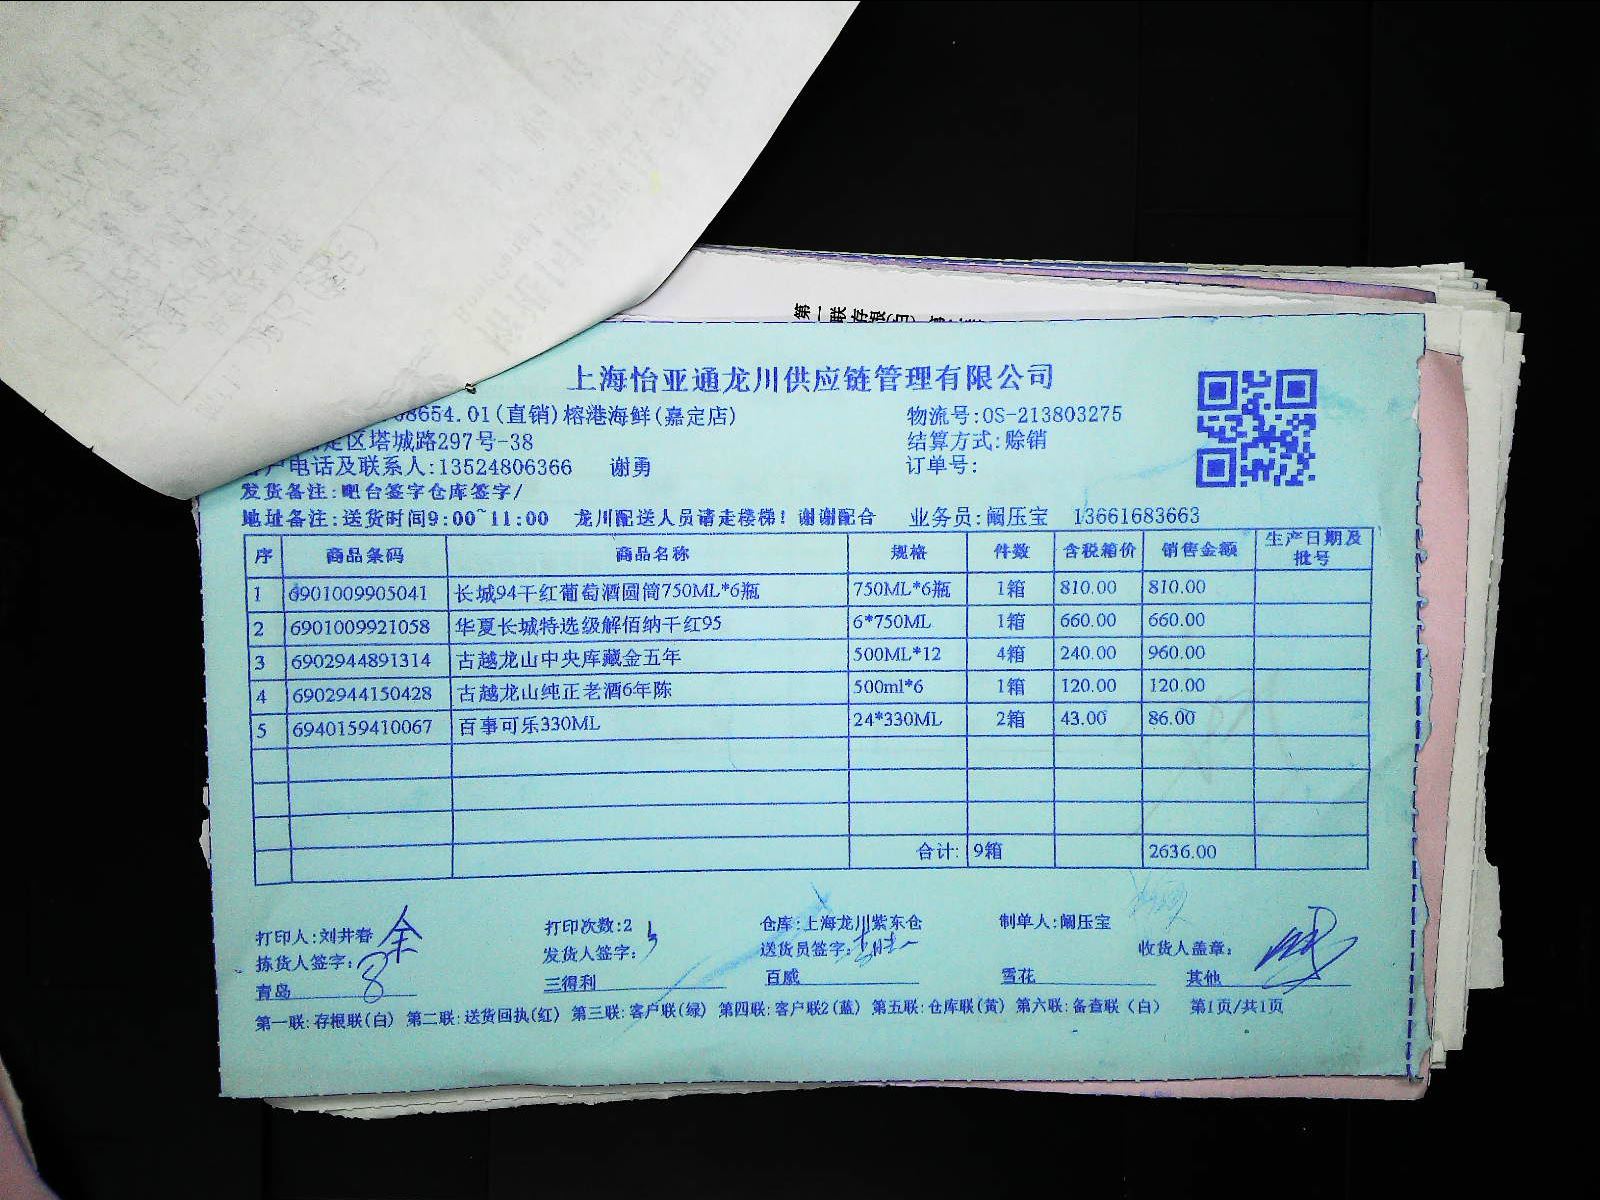 第一联存根(白)
上海怡亚通龙川供应链管理有限公司
8654.01(直销)榕港海鲜(嘉定店) 物流号:OS-213803275
定区塔城路297号-38 结算方式:赊销
户电话及联系人:13524806366 谢勇 订单号:
发货备注:吧台签字仓库签字/
地址备注:送货时间9:00~11:00 龙川配送人员请走楼梯!谢谢配合 业务员:阚压宝 13661683663
序 商品条码 商品名称 规格 件数 含税箱价 销售金额 生产日期及批号
1 6901009905041 长城94干红葡萄酒圆筒750ML*6瓶 750ML*6瓶 1箱 810.00 810.00
2 6901009921058 华夏长城特选级解佰纳干红95 6*750ML 1箱 660.00 660.00
3 6902944891314 古越龙山中央库藏金五年 500ML*12 4箱 240.00 960.00
4 6902944150428 古越龙山纯正老酒6年陈 500ml*6 1箱 120.00 120.00
5 6940159410067 百事可乐330ML 24*330ML 2箱 43.00 86.00
合计: 9箱 2636.00
打印人:刘井春 打印次数:2 仓库:上海龙川紫东仓 制单人:阚压宝
拣货人签字: 发货人签字: 送货员签字: 收货人盖章:
青岛 三得利 百威 雪花 其他
第一联:存根联(白) 第二联:送货回执(红) 第三联:客户联(绿) 第四联:客户联2(蓝) 第五联:仓库联(黄) 第六联:备查联(白) 第1页/共1页